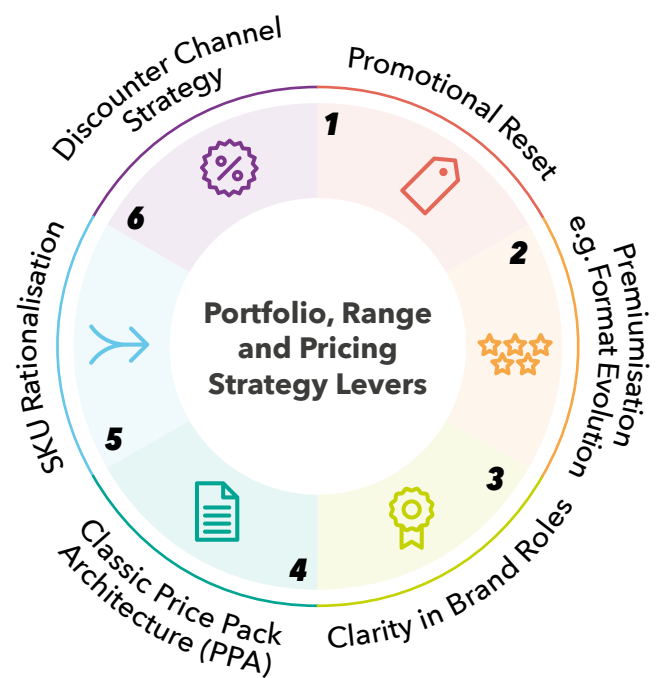 Portfolio, Range
and Pricing
Strategy Levers
1
Promotional Reset
2
Premiumisation
e.g. Format Evolution
3
Clarity in Brand Roles
4
Classic Price Pack
Architecture (PPA)
5
SKU Rationalisation
6
Discounter Channel
Strategy
%